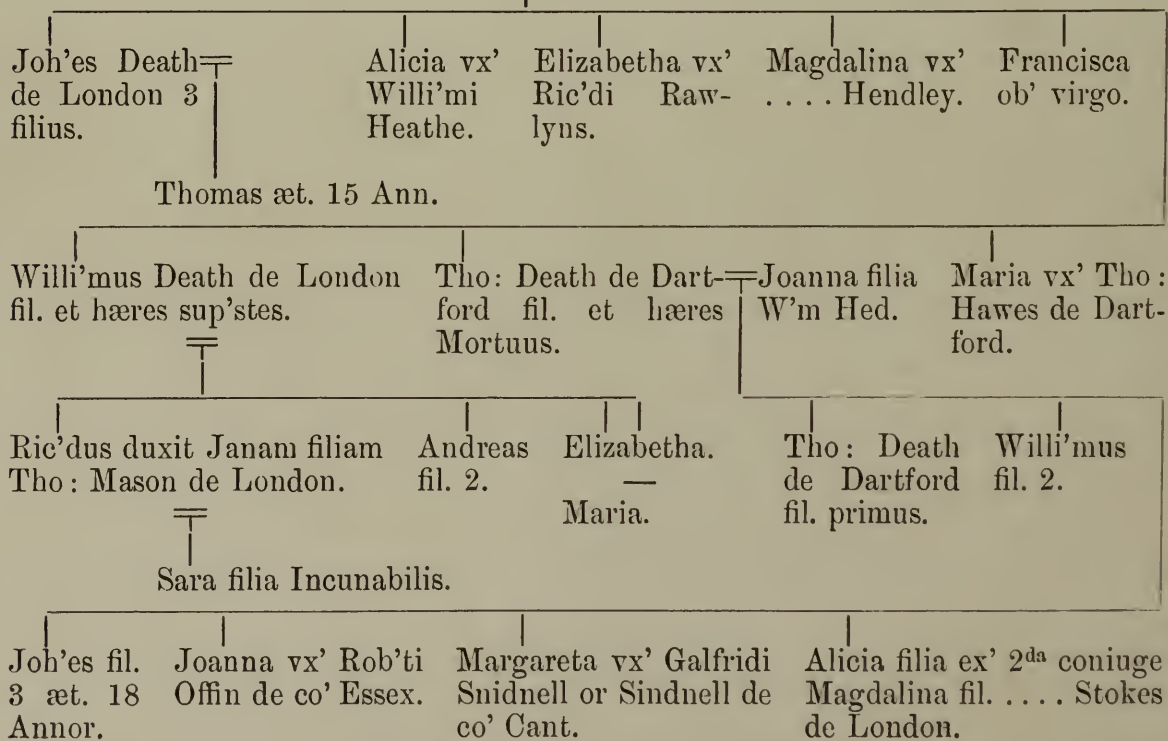 Joh'es Death
de London 3
filius.
Alicia vx'
Willi'mi
Heathe.
Elizabetha vx'
Ric'di Raw-
lyns.
Magdalina vx'
. . . . Hendley.
Francisca
ob' virgo.
Thomas æt. 15 Ann.
Willi'mus Death de London
fil. et hæres sup'stes.
Tho: Death de Dart-
ford fil. et hæres
Mortuus.
Joanna filia
W'm Hed.
Maria vx' Tho:
Hawes de Dart-
ford.
Ric'dus duxit Janam filiam
Tho: Mason de London.
Andreas
fil. 2.
Elizabetha.
—
Maria.
Tho: Death
de Dartford
fil. primus.
Willi'mus
fil. 2.
Sara filia Incunabilis.
Joh'es fil.
3 æt. 18
Annor.
Joanna vx' Rob'ti
Offin de co' Essex.
Margareta vx' Galfridi
Snidnell or Sindnell de
co' Cant.
Alicia filia ex' 2da coniuge
Magdalina fil. . . . . Stokes
de London.